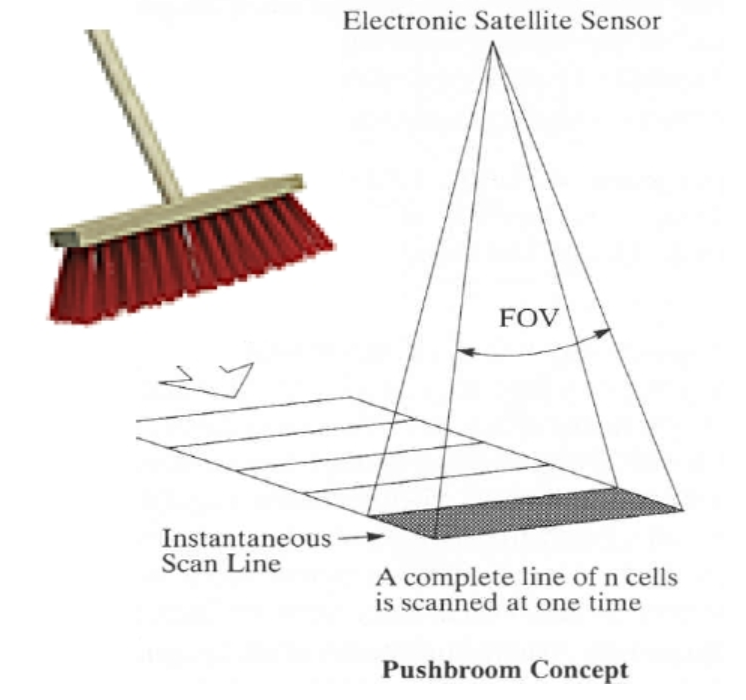 Electronic Satellite Sensor
FOV
Instantaneous
Scan Line
A complete line of n cells
is scanned at one time
Pushbroom Concept